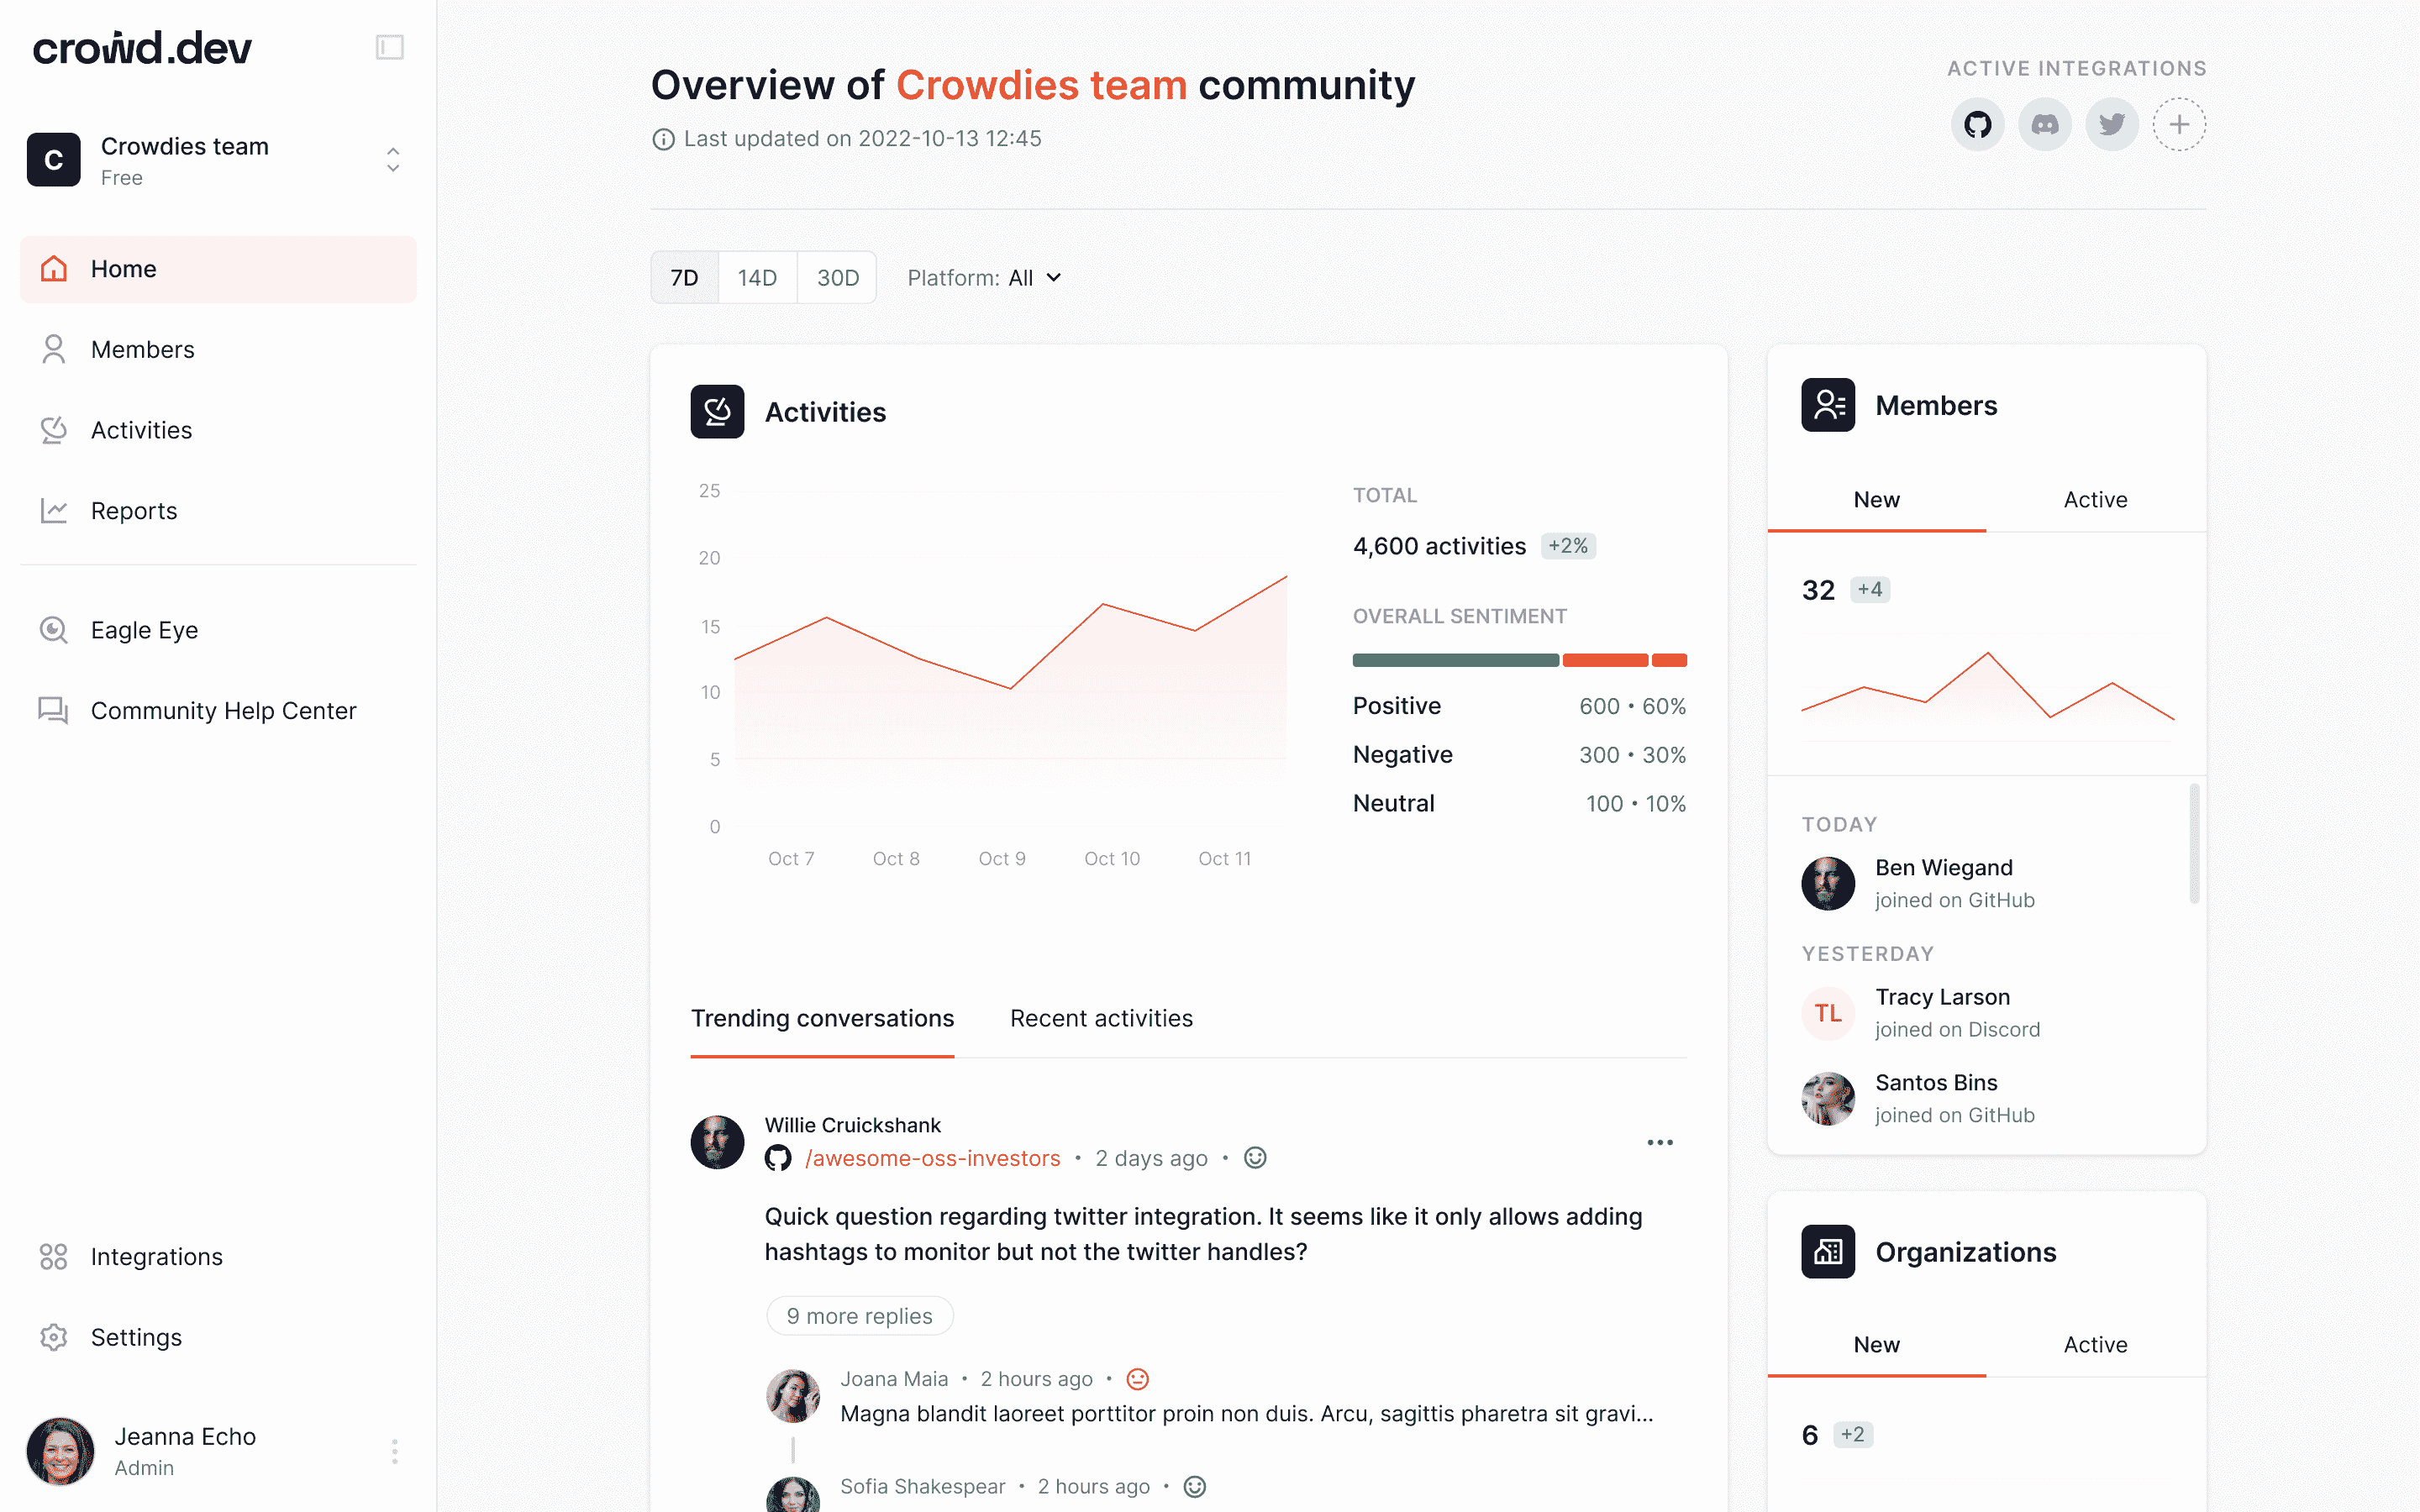 crowd.dev
C
Crowdies team
Free
Home
Members
Activities
Reports
Eagle Eye
Community Help Center
Integrations
Settings
Jeanna Echo
Admin
Overview of Crowdies team community
Last updated on 2022-10-13 12:45
ACTIVE INTEGRATIONS
7D 14D 30D Platform: All
Activities
25
20
15
10
5
0
Oct 7 Oct 8 Oct 9 Oct 10 Oct 11
TOTAL
4,600 activities +2%
OVERALL SENTIMENT
Positive 600 • 60%
Negative 300 • 30%
Neutral 100 • 10%
Trending conversations Recent activities
Willie Cruickshank
/awesome-oss-investors • 2 days ago •
Quick question regarding twitter integration. It seems like it only allows adding
hashtags to monitor but not the twitter handles?
9 more replies
Joana Maia • 2 hours ago •
Magna blandit laoreet porttitor proin non duis. Arcu, sagittis pharetra sit gravi...
Sofia Shakespear • 2 hours ago •
Members
New Active
32 +4
TODAY
Ben Wiegand
joined on GitHub
YESTERDAY
TL
Tracy Larson
joined on Discord
Santos Bins
joined on GitHub
Organizations
New Active
6 +2